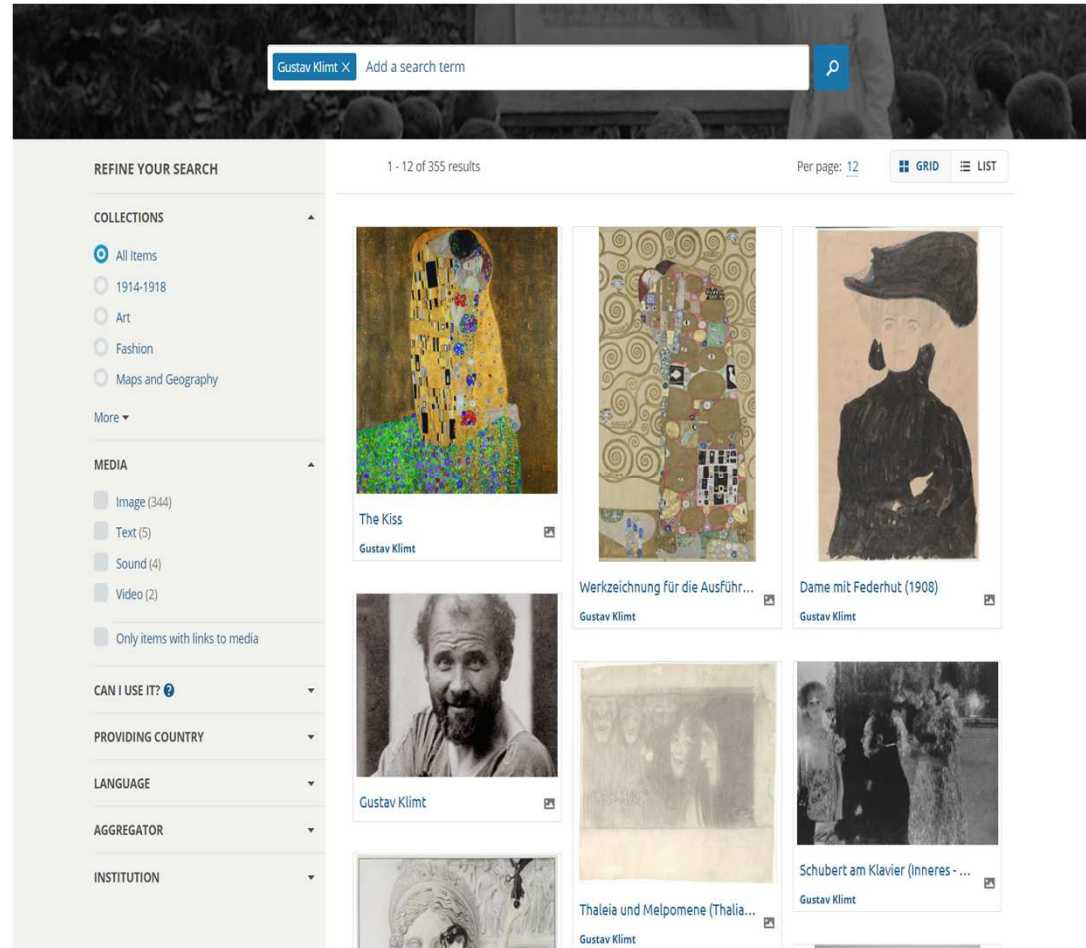 Gustav Klimt × Add a search term
REFINE YOUR SEARCH
COLLECTIONS
All Items
1914-1918
Art
Fashion
Maps and Geography
More
MEDIA
Image (344)
Text (5)
Sound (4)
Video (2)
Only items with links to media
CAN I USE IT? ?
PROVIDING COUNTRY
LANGUAGE
AGGREGATOR
INSTITUTION
1 - 12 of 355 results
Per page: 12
GRID
LIST
The Kiss
Gustav Klimt
Werkzeichnung für die Ausführ...
Gustav Klimt
Dame mit Federhut (1908)
Gustav Klimt
Gustav Klimt
Thaleia und Melpomene (Thalia...
Gustav Klimt
Schubert am Klavier (Inneres - ...
Gustav Klimt